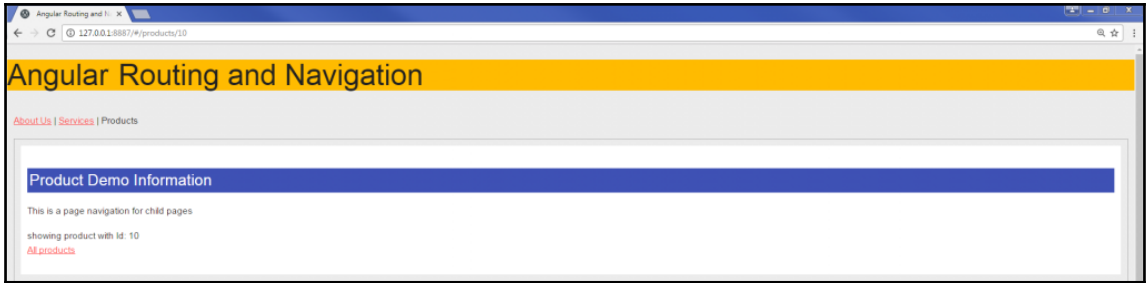 Angular Routing and N
127.0.0.1:8887/#/products/10
Angular Routing and Navigation
About Us | Services | Products
Product Demo Information
This is a page navigation for child pages
showing product with Id: 10
All products